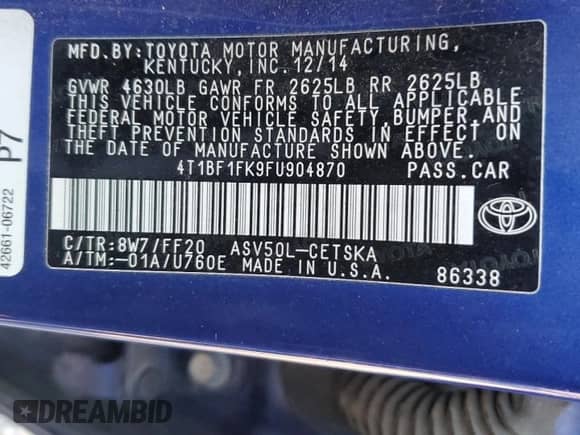 MFD. BY: TOYOTA MOTOR MANUFACTURING,
KENTUCKY, INC. 12/14
GVWR 4630LB GAWR FR 2625LB RR 2625LB
THIS VEHICLE CONFORMS TO ALL APPLICABLE
FEDERAL MOTOR VEHICLE SAFETY, BUMPER, AND
THEFT PREVENTION STANDARDS IN EFFECT ON
THE DATE OF MANUFACTURE SHOWN ABOVE.
4T1BF1FK9FU904870 PASS.CAR
C/TR:8W7/FF20 ASV50L-CETSKA
A/TM:-01A/U760E MADE IN U.S.A.
86338
P7
42661-06722
DREAMBID